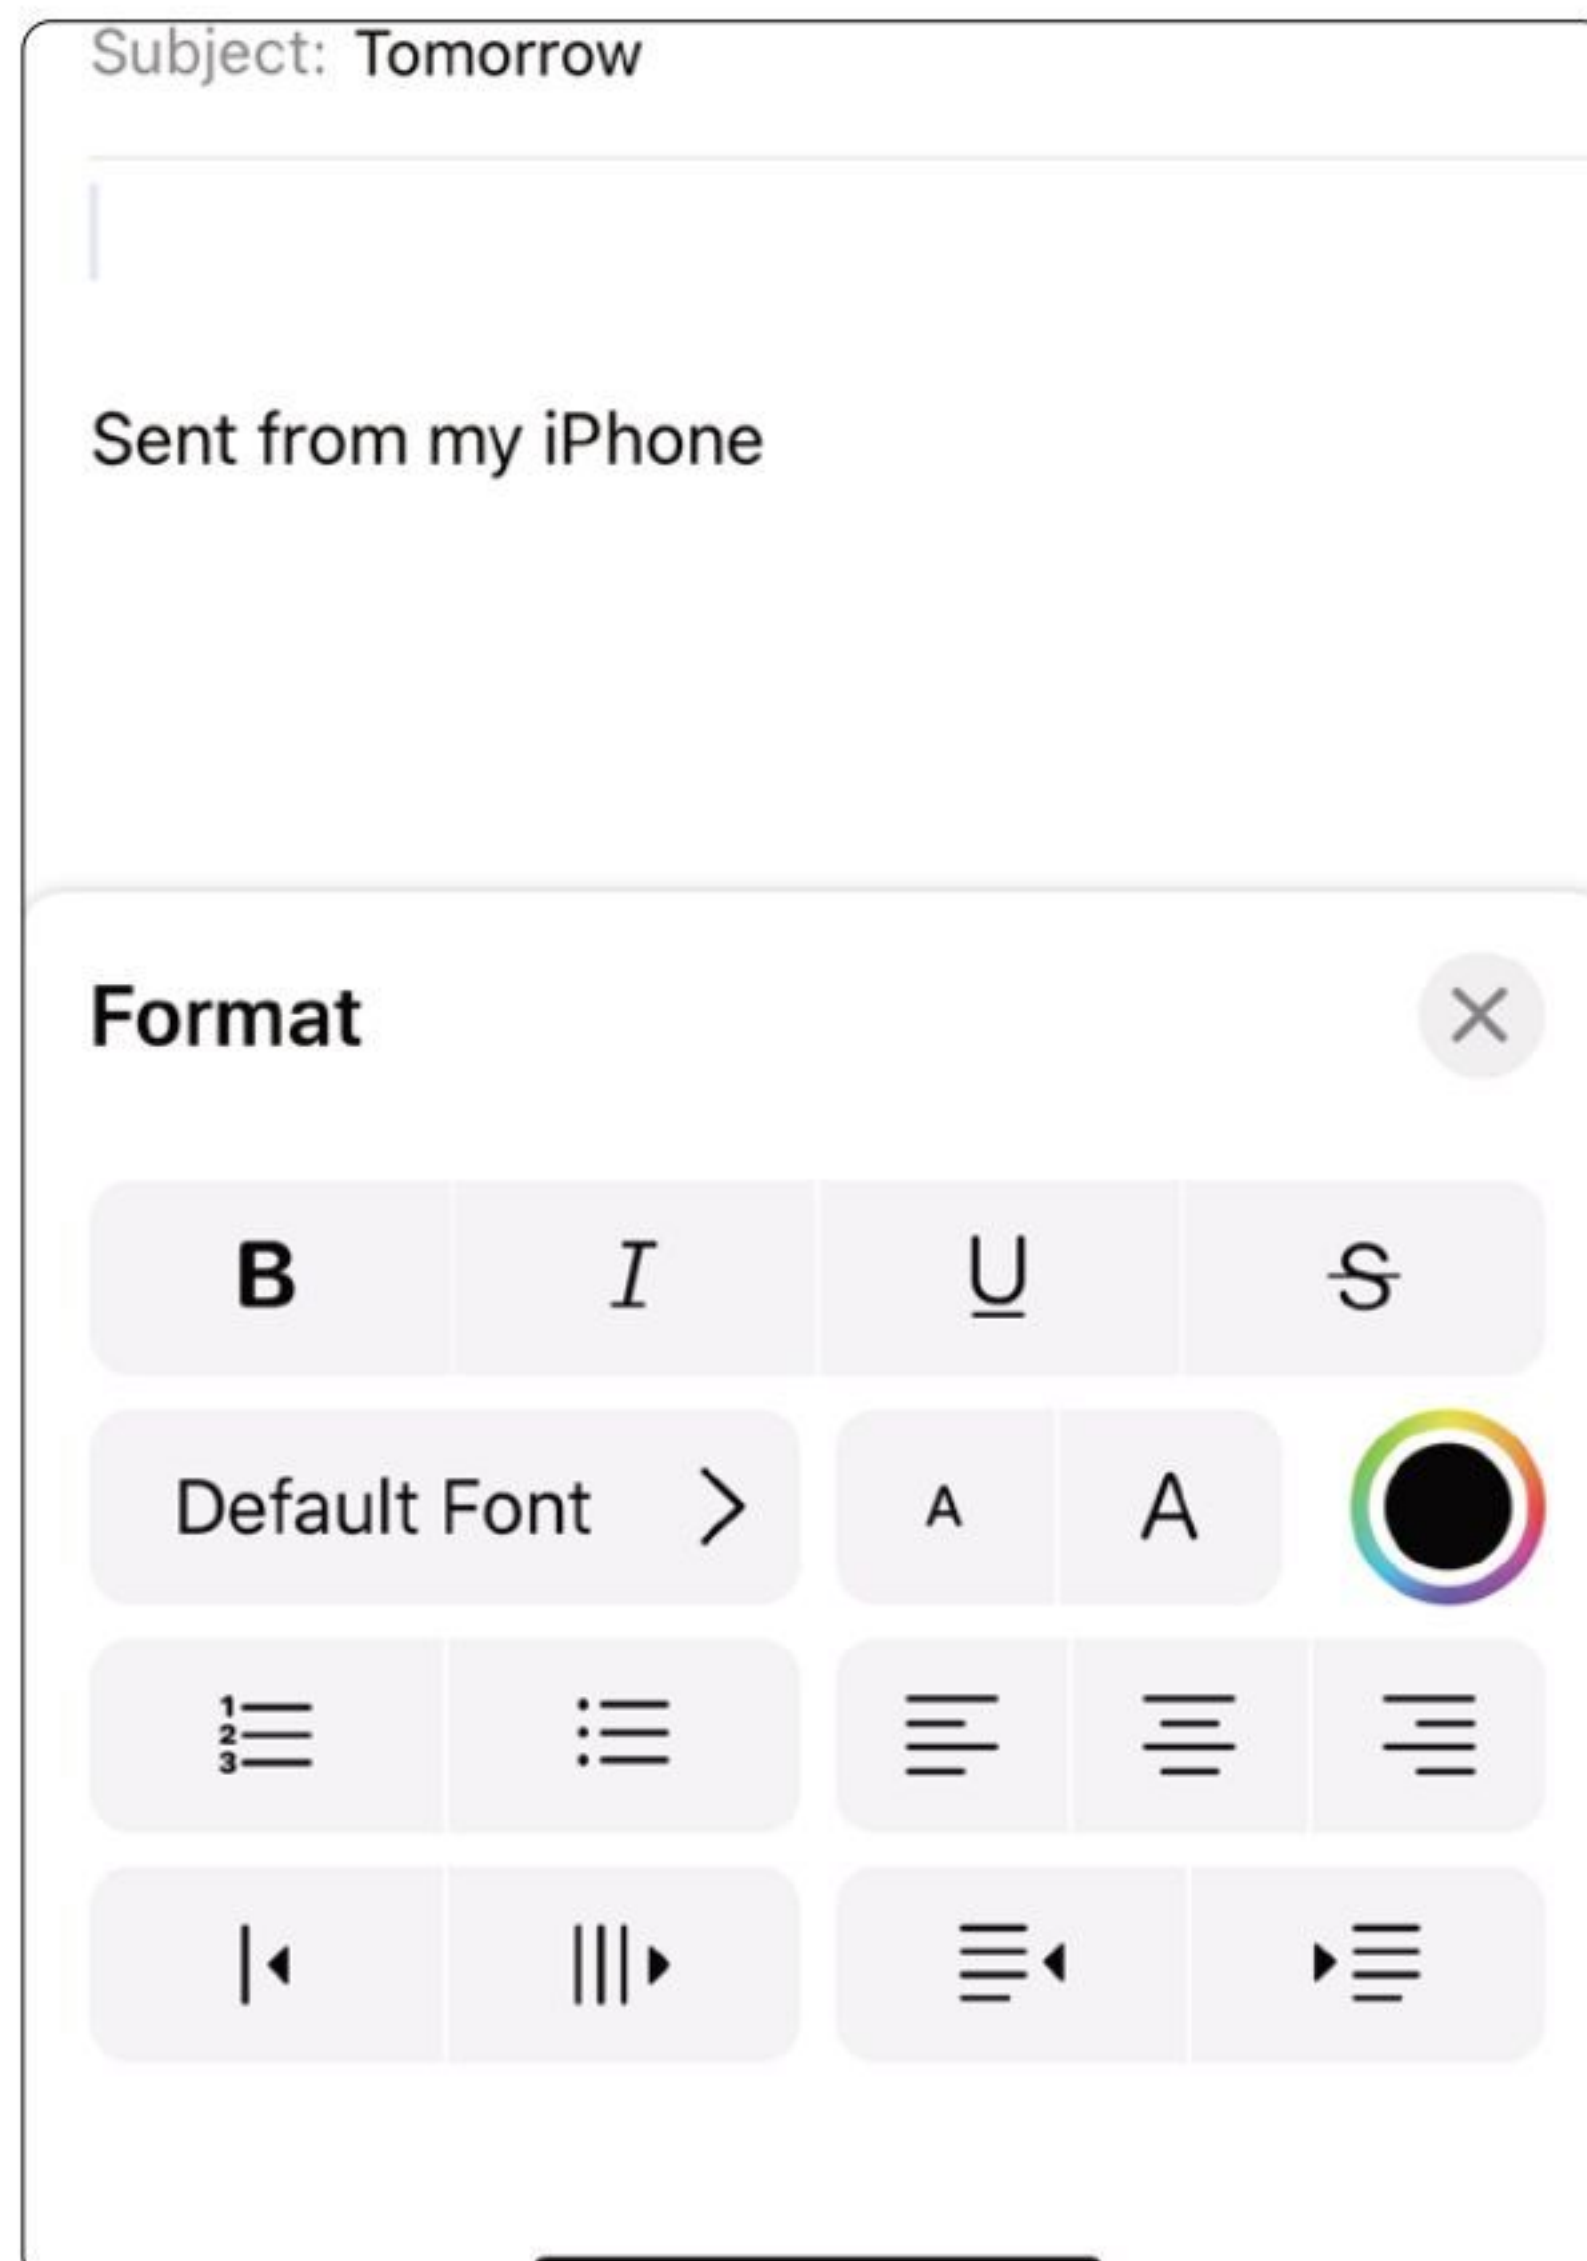 Subject: Tomorrow
Sent from my iPhone
Format
B I U S
Default Font A A
1
2
3